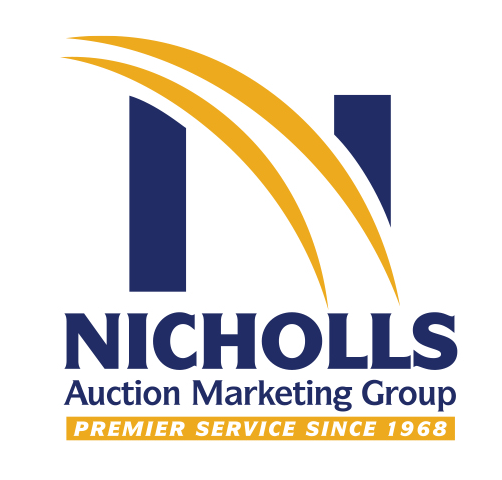 NICHOLLS
Auction Marketing Group
PREMIER SERVICE SINCE 1968